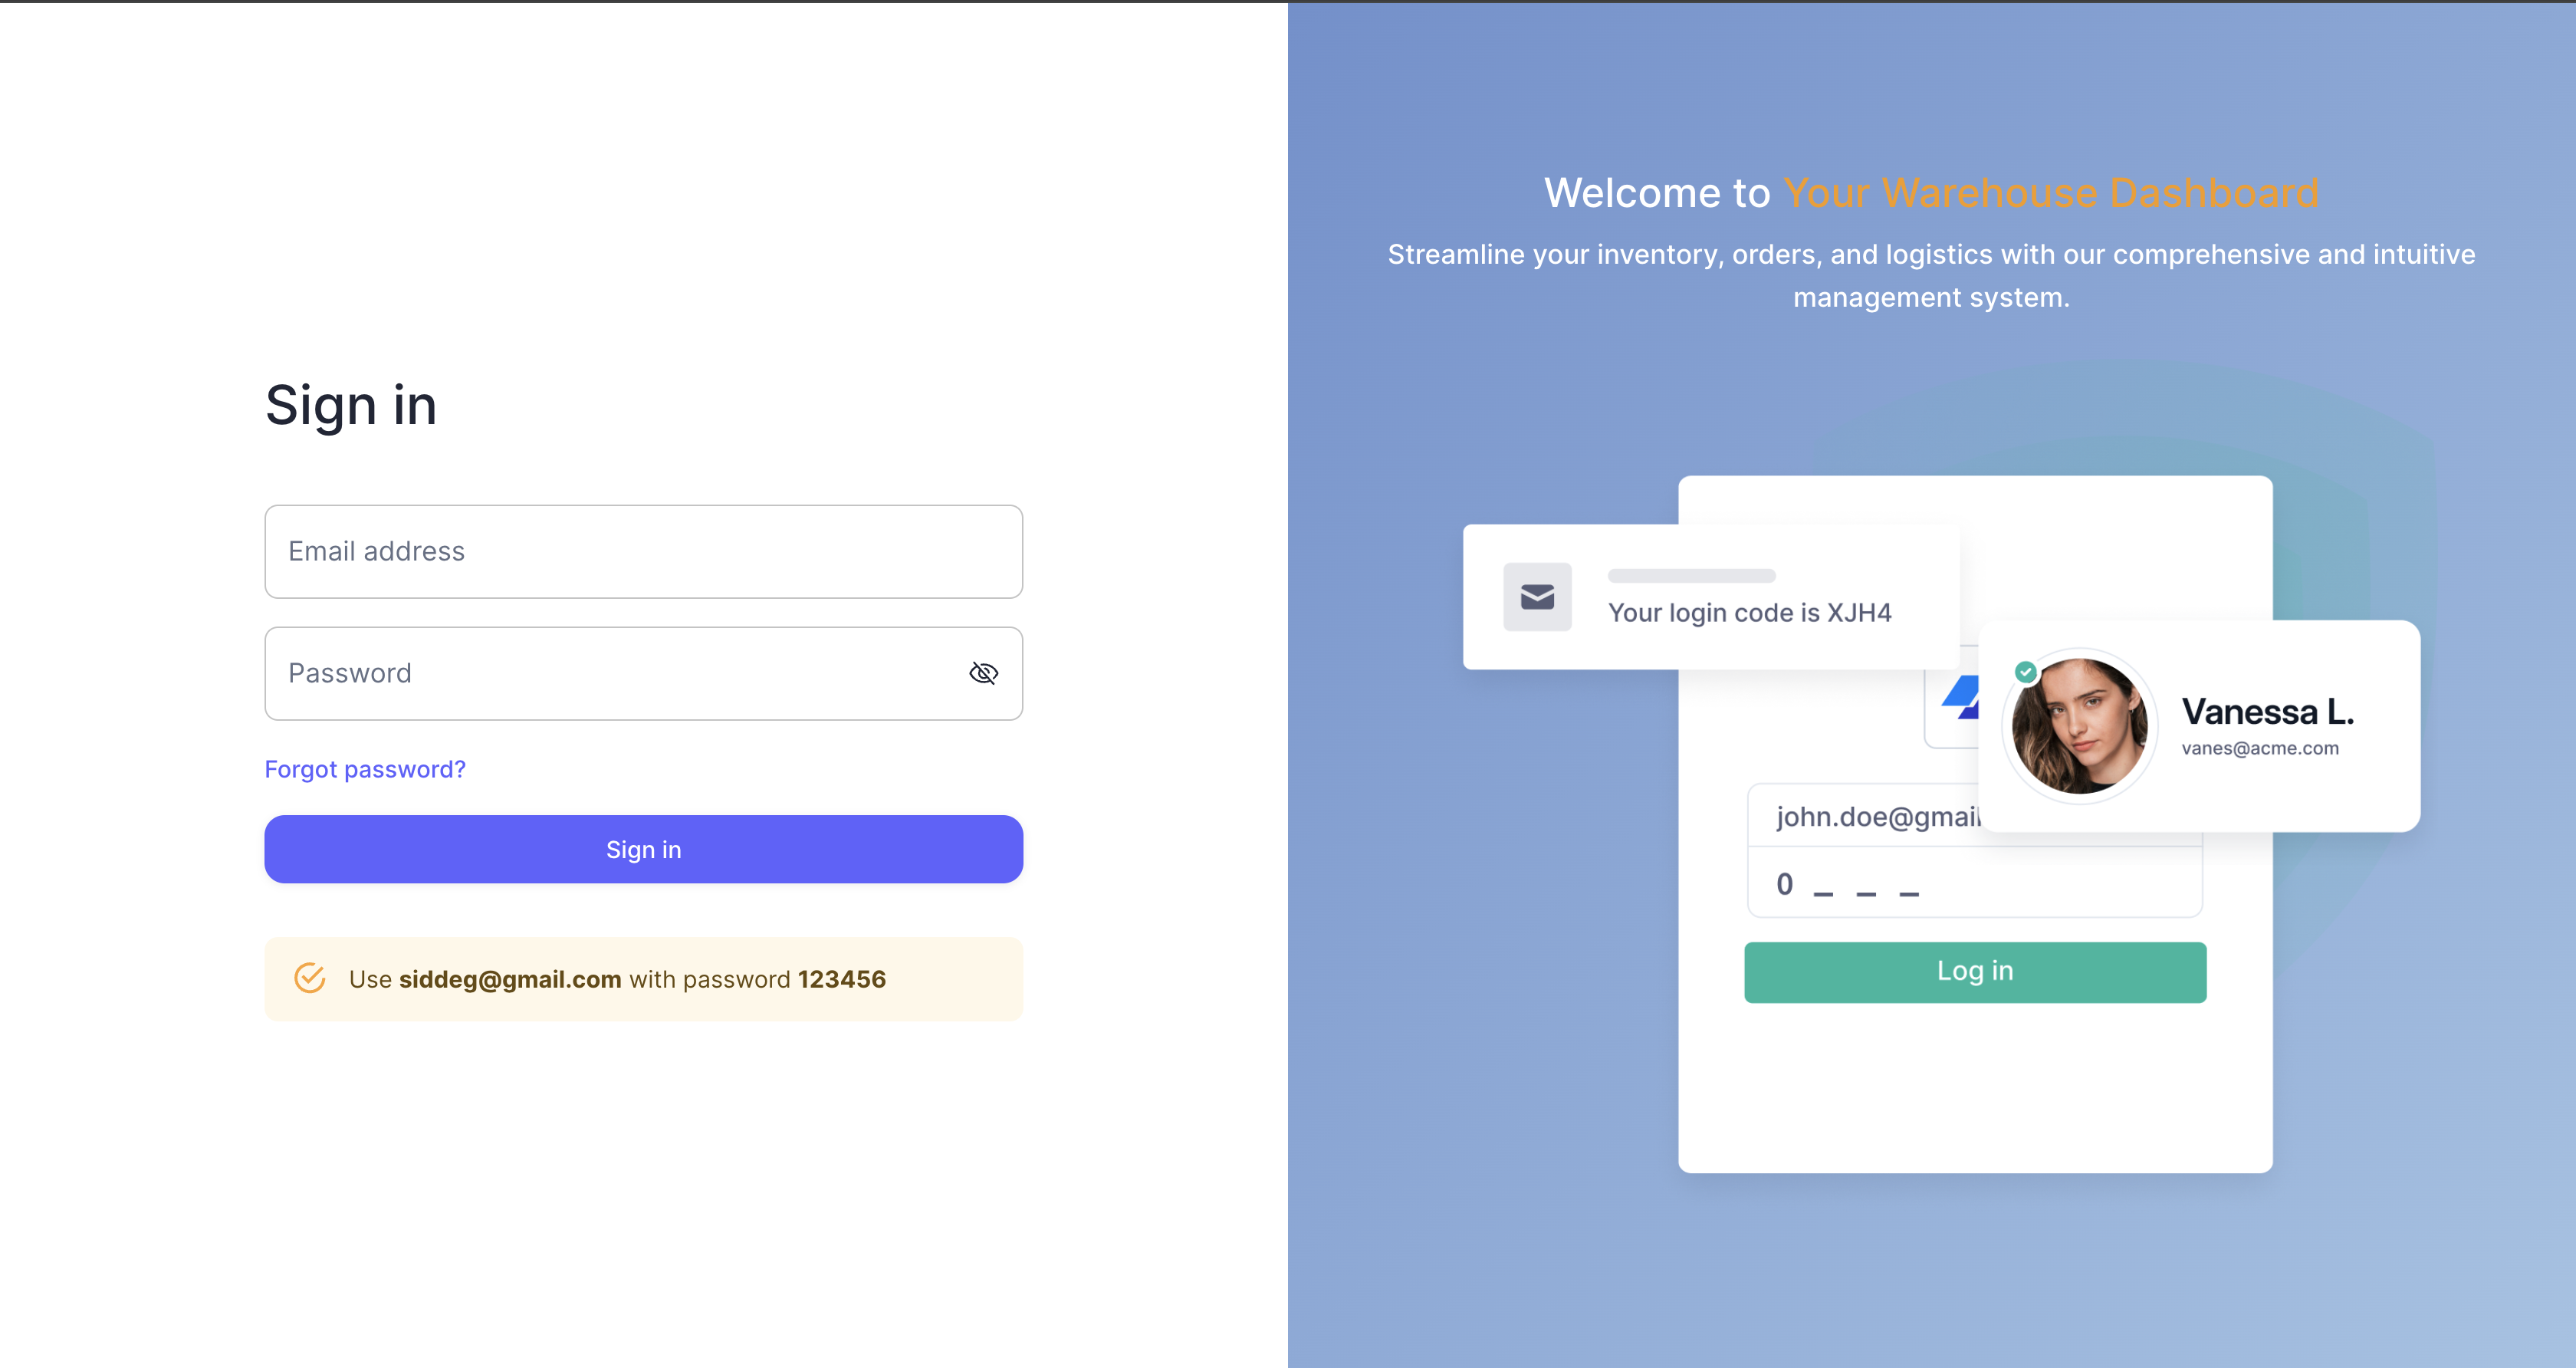 Sign in
Email address
Password
Forgot password?
Sign in
Use siddeg@gmail.com with password 123456
Welcome to Your Warehouse Dashboard
Streamline your inventory, orders, and logistics with our comprehensive and intuitive
management system.
Your login code is XJH4
Vanessa L.
vanes@acme.com
john.doe@gmail
0 _ _ _
Log in